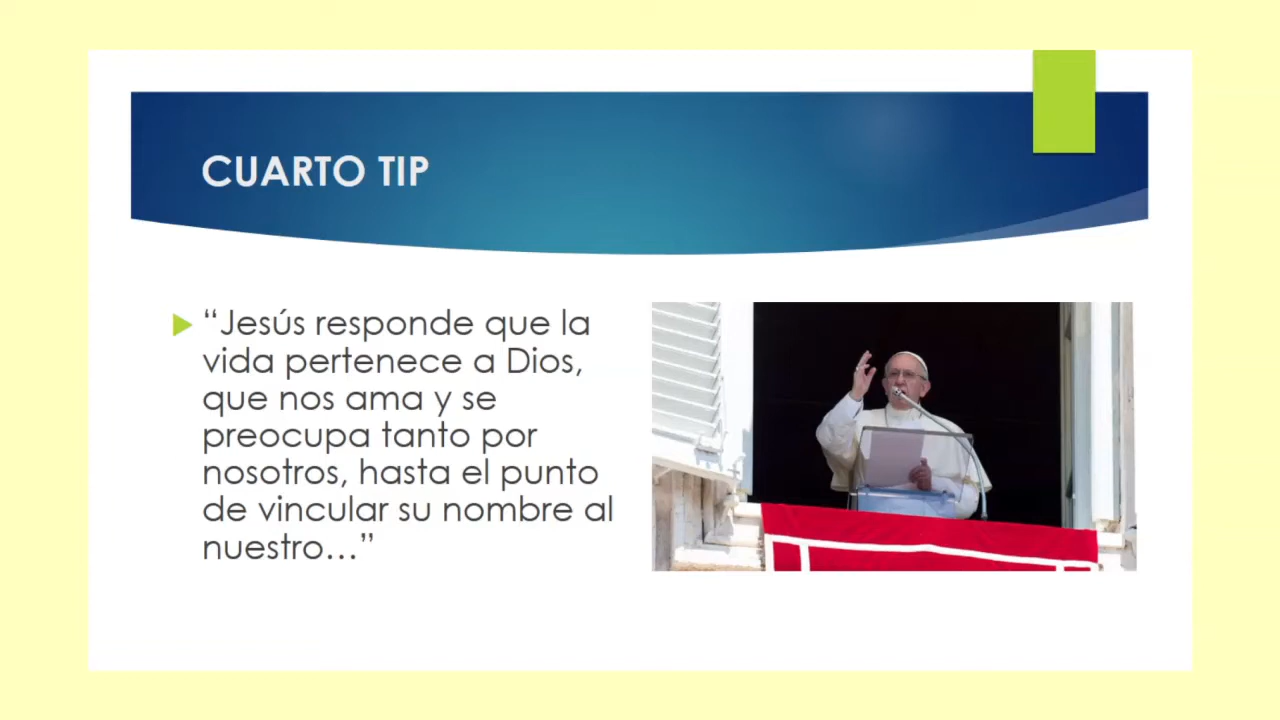 CUARTO TIP
“Jesús responde que la
vida pertenece a Dios,
que nos ama y se
preocupa tanto por
nosotros, hasta el punto
de vincular su nombre al
nuestro…”